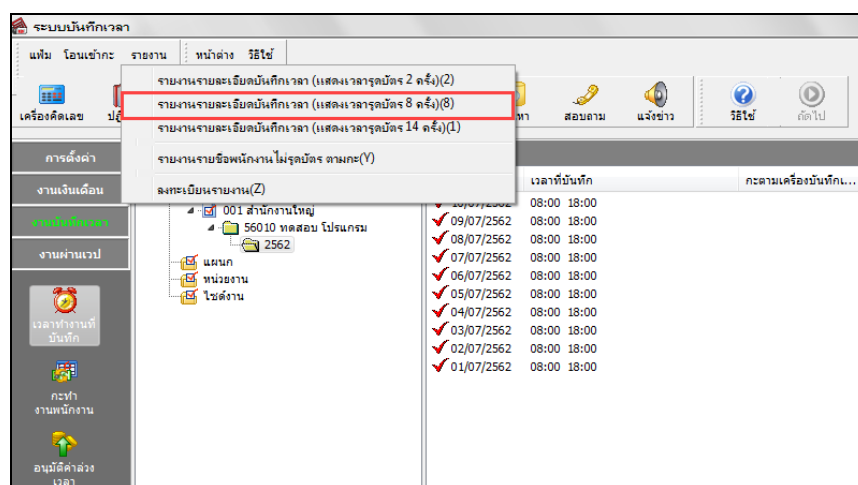 ระบบบันทึกเวลา
แฟ้ม โอนเข้ากะ รายงาน หน้าต่าง วิธีใช้
รายงานรายละเอียดบันทึกเวลา (แสดงเวลารูดบัตร 2 ครั้ง)(2)
รายงานรายละเอียดบันทึกเวลา (แสดงเวลารูดบัตร 8 ครั้ง)(8)
รายงานรายละเอียดบันทึกเวลา (แสดงเวลารูดบัตร 14 ครั้ง)(1)
รายงานรายชื่อพนักงานไม่รูดบัตร ตามกะ(Y)
ลงทะเบียนรายงาน(Z)
เครื่องคิดเลข สอบถาม แจ้งข่าว วิธีใช้ ถัดไป
การตั้งค่า
งานเงินเดือน
งานบันทึกเวลา
งานผ่านเวป
เวลาทำงานที่
บันทึก
กะทำ
งานพนักงาน
อนุมัติค่าล่วง
เวลา
001 สำนักงานใหญ่
56010 ทดสอบ โปรแกรม
2562
แผนก
หน่วยงาน
ไซด์งาน
เวลาที่บันทึก กะตามเครื่องบันทึกเ...
10/07/2562 08:00 18:00
09/07/2562 08:00 18:00
08/07/2562 08:00 18:00
07/07/2562 08:00 18:00
06/07/2562 08:00 18:00
05/07/2562 08:00 18:00
04/07/2562 08:00 18:00
03/07/2562 08:00 18:00
02/07/2562 08:00 18:00
01/07/2562 08:00 18:00